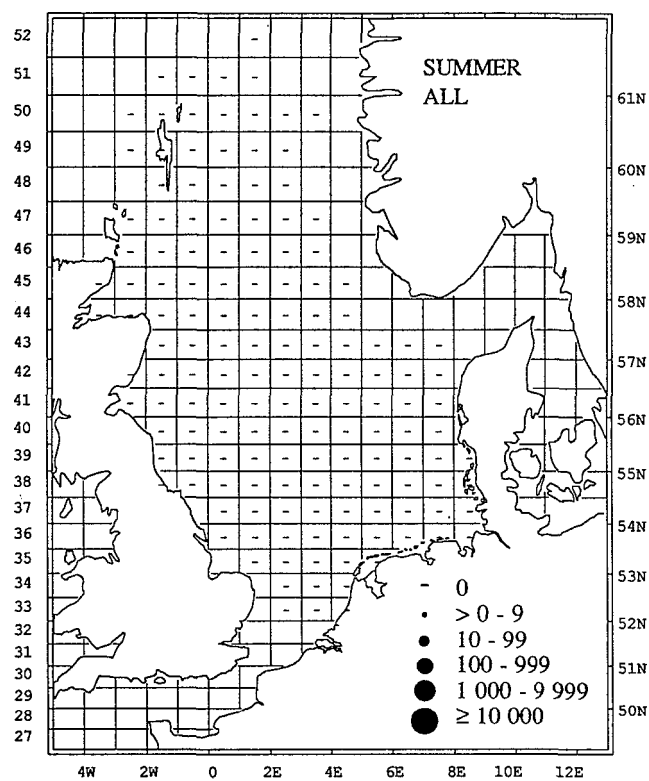 SUMMER
ALL
52
51
50
49
48
47
46
45
44
43
42
41
40
39
38
37
36
35
34
33
32
31
30
29
28
27
61N
60N
59N
58N
57N
56N
55N
54N
53N
52N
51N
50N
- 0
> 0 - 9
10 - 99
100 - 999
1 000 - 9 999
≥ 10 000
4W 2W 0 2E 4E 6E 8E 10E 12E